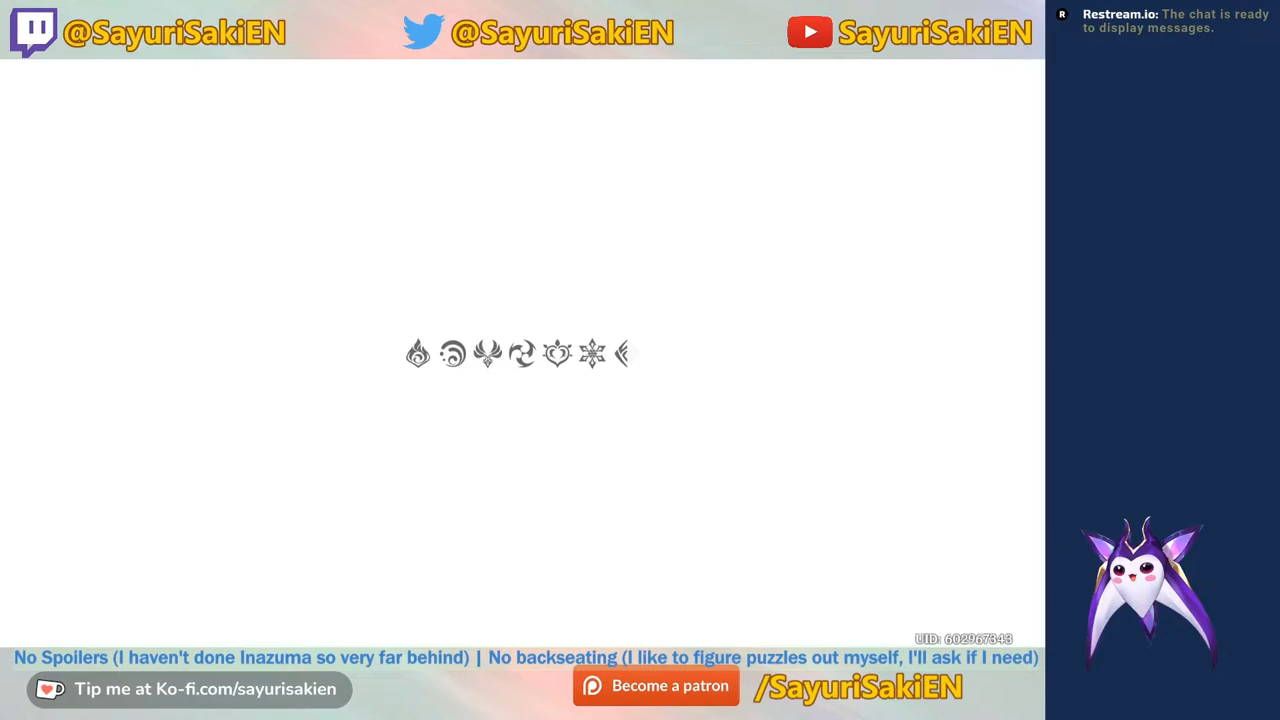 @SayuriSakiEN
@SayuriSakiEN
SayuriSakiEN
Restream.io: The chat is ready
to display messages.
UID: 602967343
No Spoilers (I haven't done Inazuma so very far behind) | No backseating (I like to figure puzzles out myself, I'll ask if I need)
Tip me at Ko-fi.com/sayurisakien
Become a patron
/SayuriSakiEN